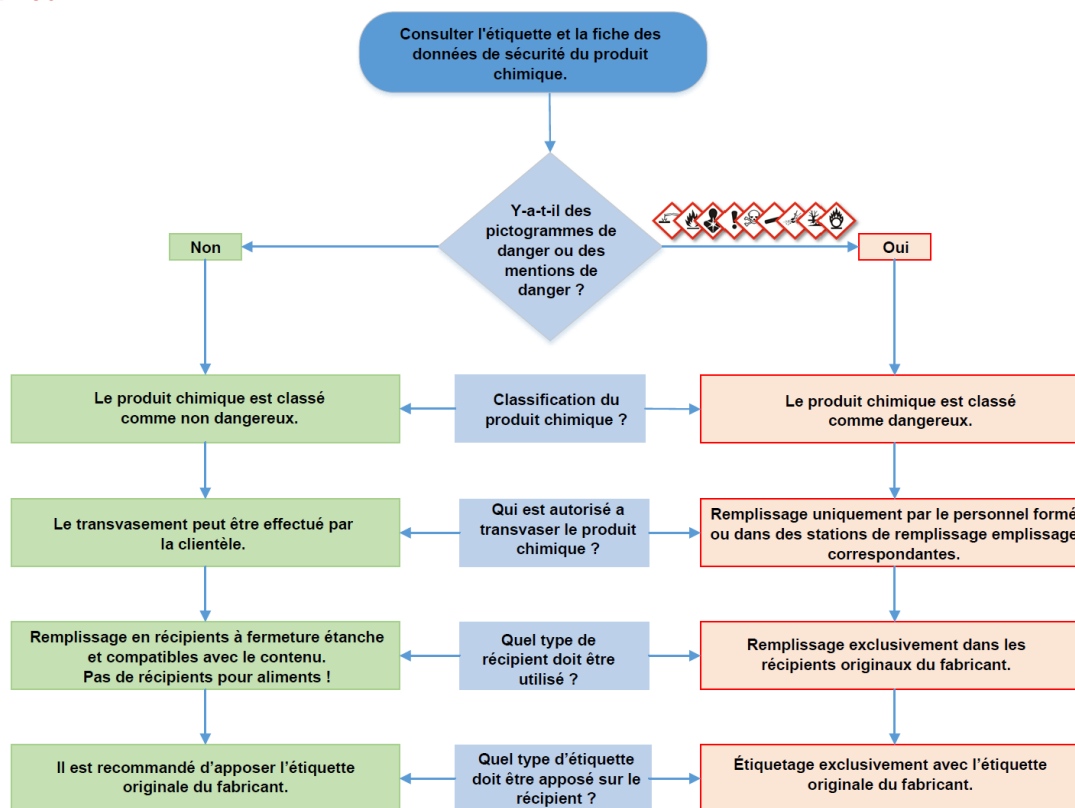 Consulter l'étiquette et la fiche des
données de sécurité du produit
chimique.
Y-a-t-il des
pictogrammes de
danger ou des
mentions de
danger ?
Non
Oui
Le produit chimique est classé
comme non dangereux.
Classification du
produit chimique ?
Le produit chimique est classé
comme dangereux.
Le transvasement peut être effectué par
la clientèle.
Qui est autorisé a
transvaser le produit
chimique ?
Remplissage uniquement par le personnel formé
ou dans des stations de remplissage emplissage
correspondantes.
Remplissage en récipients à fermeture étanche
et compatibles avec le contenu.
Pas de récipients pour aliments !
Quel type de
récipient doit être
utilisé ?
Remplissage exclusivement dans les
récipients originaux du fabricant.
Il est recommandé d’apposer l’étiquette
originale du fabricant.
Quel type d’étiquette
doit être apposé sur le
récipient ?
Étiquetage exclusivement avec l’étiquette
originale du fabricant.